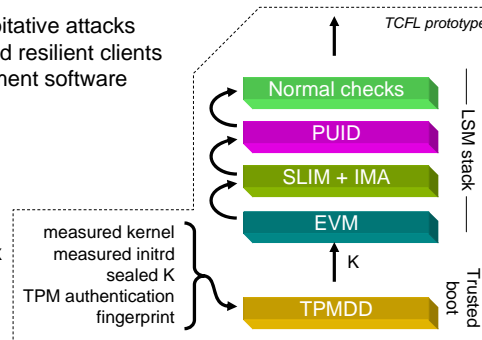 pitative attacks
d resilient clients
ment software
TCFL prototype
Normal checks
PUID
SLIM + IMA
EVM
LSM stack
measured kernel
measured initrd
sealed K
TPM authentication
fingerprint
K
TPMDD
Trusted
boot